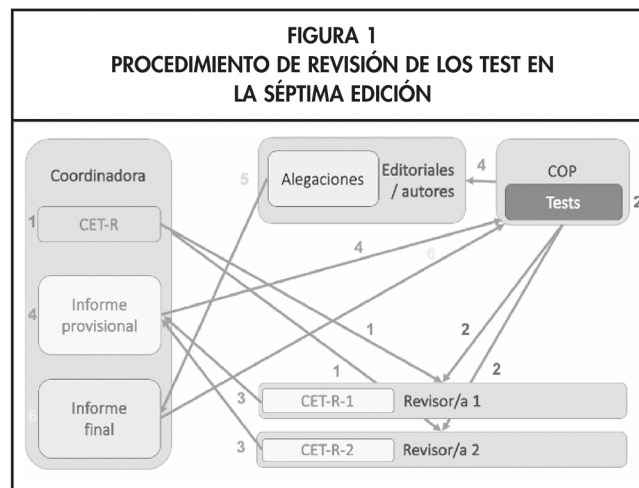 FIGURA 1
PROCEDIMIENTO DE REVISIÓN DE LOS TEST EN
LA SÉPTIMA EDICIÓN
Coordinadora
1 CET-R
4 Informe
provisional
6 Informe
final
5
Alegaciones
Editoriales
/ autores
4
COP
Tests
2
4
6
1
2
1
2
3 CET-R-1 Revisor/a 1
3 CET-R-2 Revisor/a 2